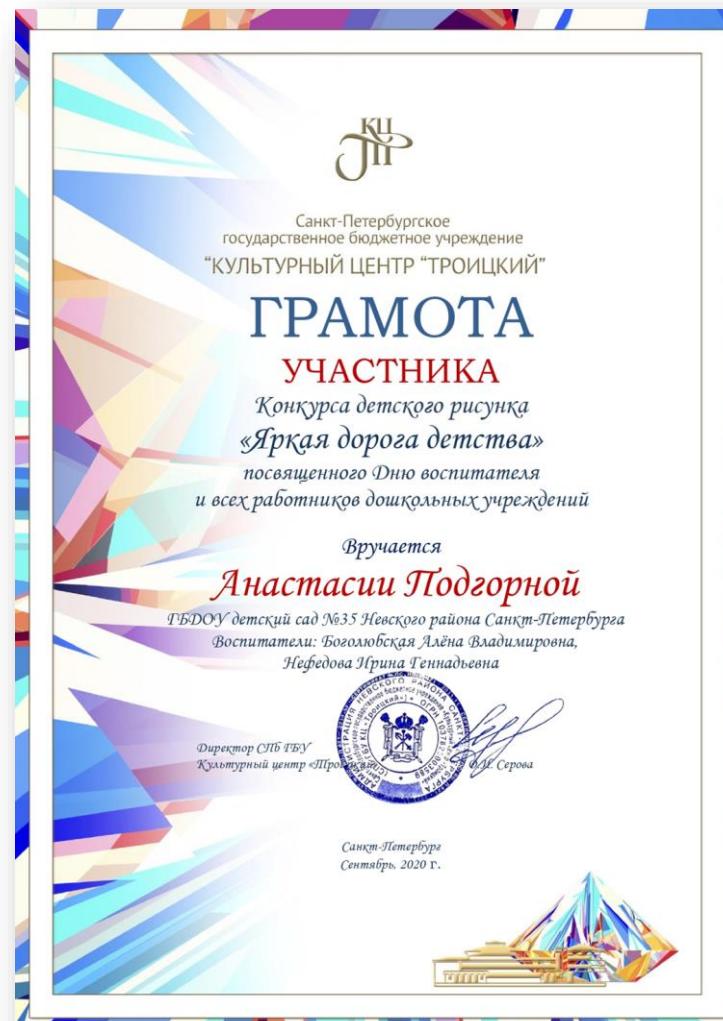 КЦ
ТП
Санкт-Петербургское
государственное бюджетное учреждение
"КУЛЬТУРНЫЙ ЦЕНТР "ТРОИЦКИЙ"
ГРАМОТА
УЧАСТНИКА
Конкурса детского рисунка
«Яркая дорога детства»
посвященного Дню воспитателя
и всех работников дошкольных учреждений
Вручается
Анастасии Подгорной
ГБДОУ детский сад №35 Невского района Санкт-Петербурга
Воспитатели: Боголюбская Алёна Владимировна,
Нефедова Ирина Геннадьевна
Директор СПб ГБУ
Культурный центр Серова
Санкт-Петербург
Сентябрь, 2020 г.